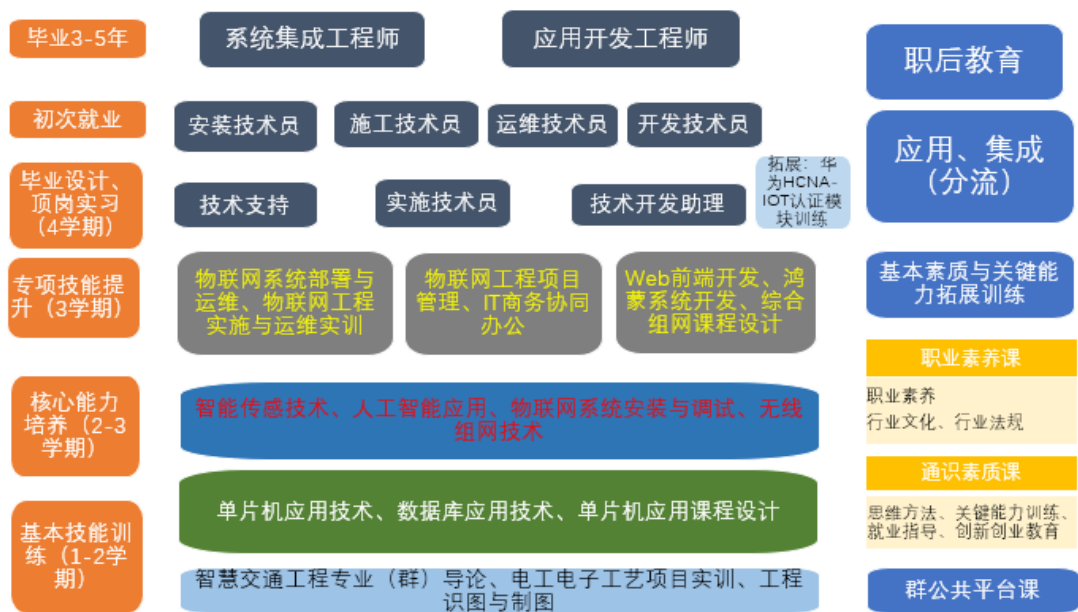 毕业3-5年
系统集成工程师
应用开发工程师
职后教育
初次就业
安装技术员
施工技术员
运维技术员
开发技术员
应用、集成
（分流）
毕业设计、
顶岗实习
（4学期）
技术支持
实施技术员
技术开发助理
拓展：华
为HCNA-
IOT认证模
块训练
专项技能提
升（3学期）
物联网系统部署与
运维、物联网工程
实施与运维实训
物联网工程项目
管理、IT商务协同
办公
Web前端开发、鸿
蒙系统开发、综合
组网课程设计
基本素质与关键能
力拓展训练
职业素养课
职业素养
行业文化、行业法规
核心能力
培养（2-3
学期）
智能传感技术、人工智能应用、物联网系统安装与调试、无线
组网技术
通识素质课
思维方法、关键能力训练、
就业指导、创新创业教育
基本技能训
练（1-2学
期）
单片机应用技术、数据库应用技术、单片机应用课程设计
智慧交通工程专业（群）导论、电工电子工艺项目实训、工程
识图与制图
群公共平台课